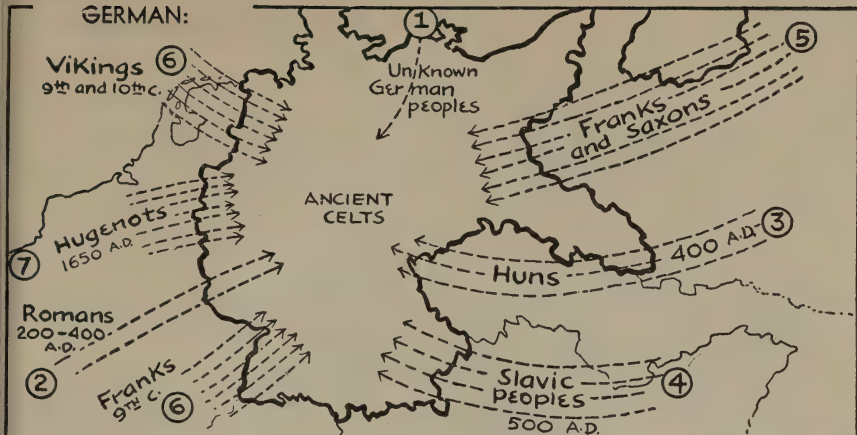 GERMAN:
1
Unknown
German
peoples
6
Vikings
9th and 10th c.
5
Franks
and Saxons
ANCIENT
CELTS
Hugenots
1650 A.D.
7
3
400 A.D.
Huns
Romans
200-400
A.D.
2
Franks
9TH C.
6
Slavic
peoples
4
500 A.D.